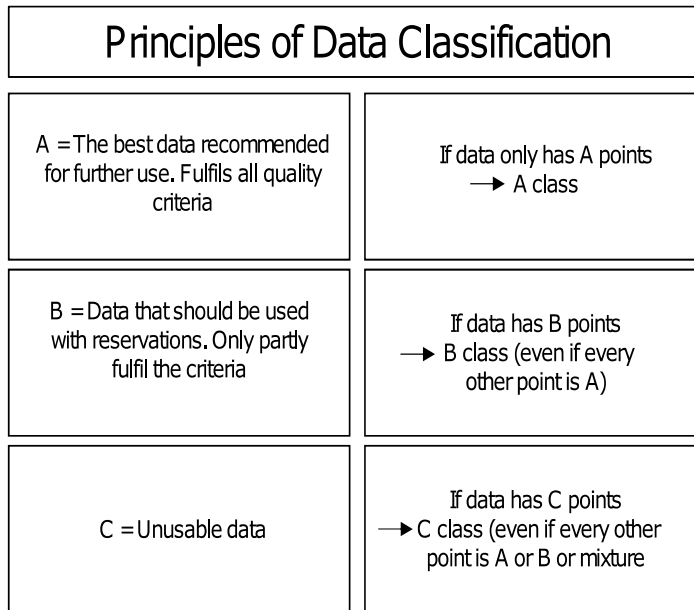 Principles of Data Classification
A = The best data recommended
for further use. Fulfils all quality
criteria
If data only has A points
→ A class
B = Data that should be used
with reservations. Only partly
fulfil the criteria
If data has B points
→ B class (even if every
other point is A)
C = Unusable data
If data has C points
→ C class (even if every other
point is A or B or mixture